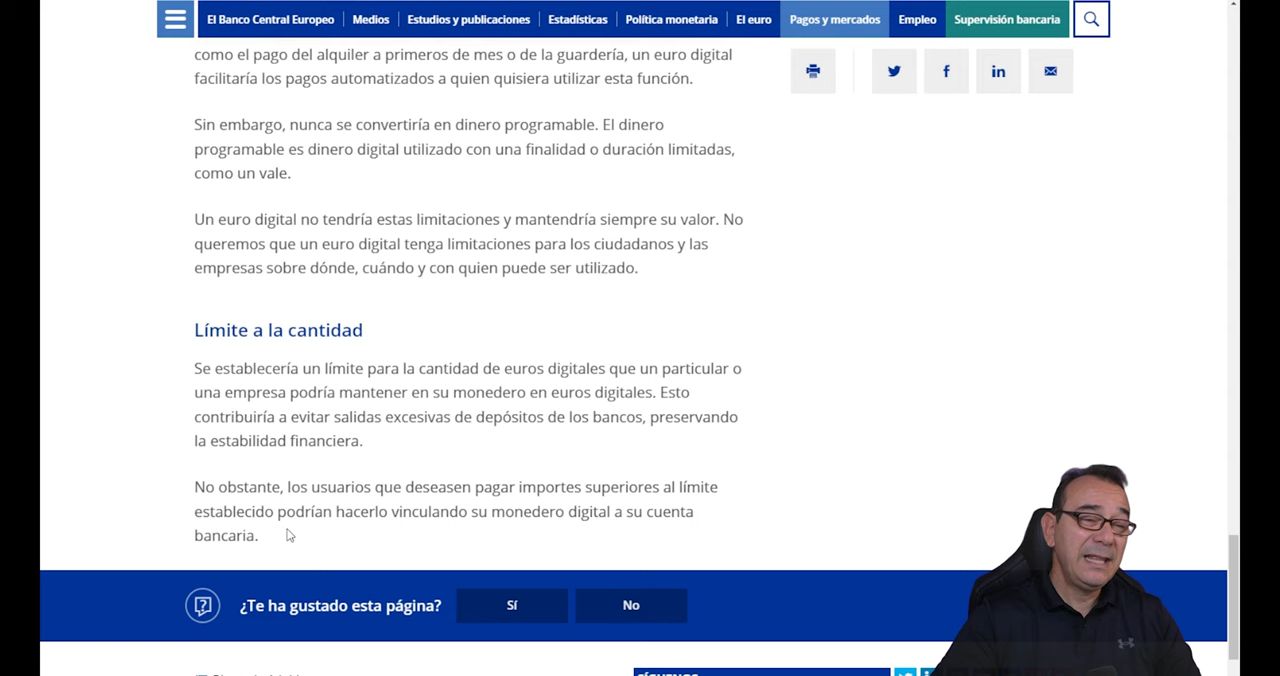 El Banco Central Europeo Medios Estudios y publicaciones Estadísticas Política monetaria El euro Pagos y mercados Empleo Supervisión bancaria
como el pago del alquiler a primeros de mes o de la guardería, un euro digital
facilitaría los pagos automatizados a quien quisiera utilizar esta función.
Sin embargo, nunca se convertiría en dinero programable. El dinero
programable es dinero digital utilizado con una finalidad o duración limitadas,
como un vale.
Un euro digital no tendría estas limitaciones y mantendría siempre su valor. No
queremos que un euro digital tenga limitaciones para los ciudadanos y las
empresas sobre dónde, cuándo y con quien puede ser utilizado.
Límite a la cantidad
Se establecería un límite para la cantidad de euros digitales que un particular o
una empresa podría mantener en su monedero en euros digitales. Esto
contribuiría a evitar salidas excesivas de depósitos de los bancos, preservando
la estabilidad financiera.
No obstante, los usuarios que deseasen pagar importes superiores al límite
establecido podrían hacerlo vinculando su monedero digital a su cuenta
bancaria.
¿Te ha gustado esta página? Sí No
SÍGUENOS